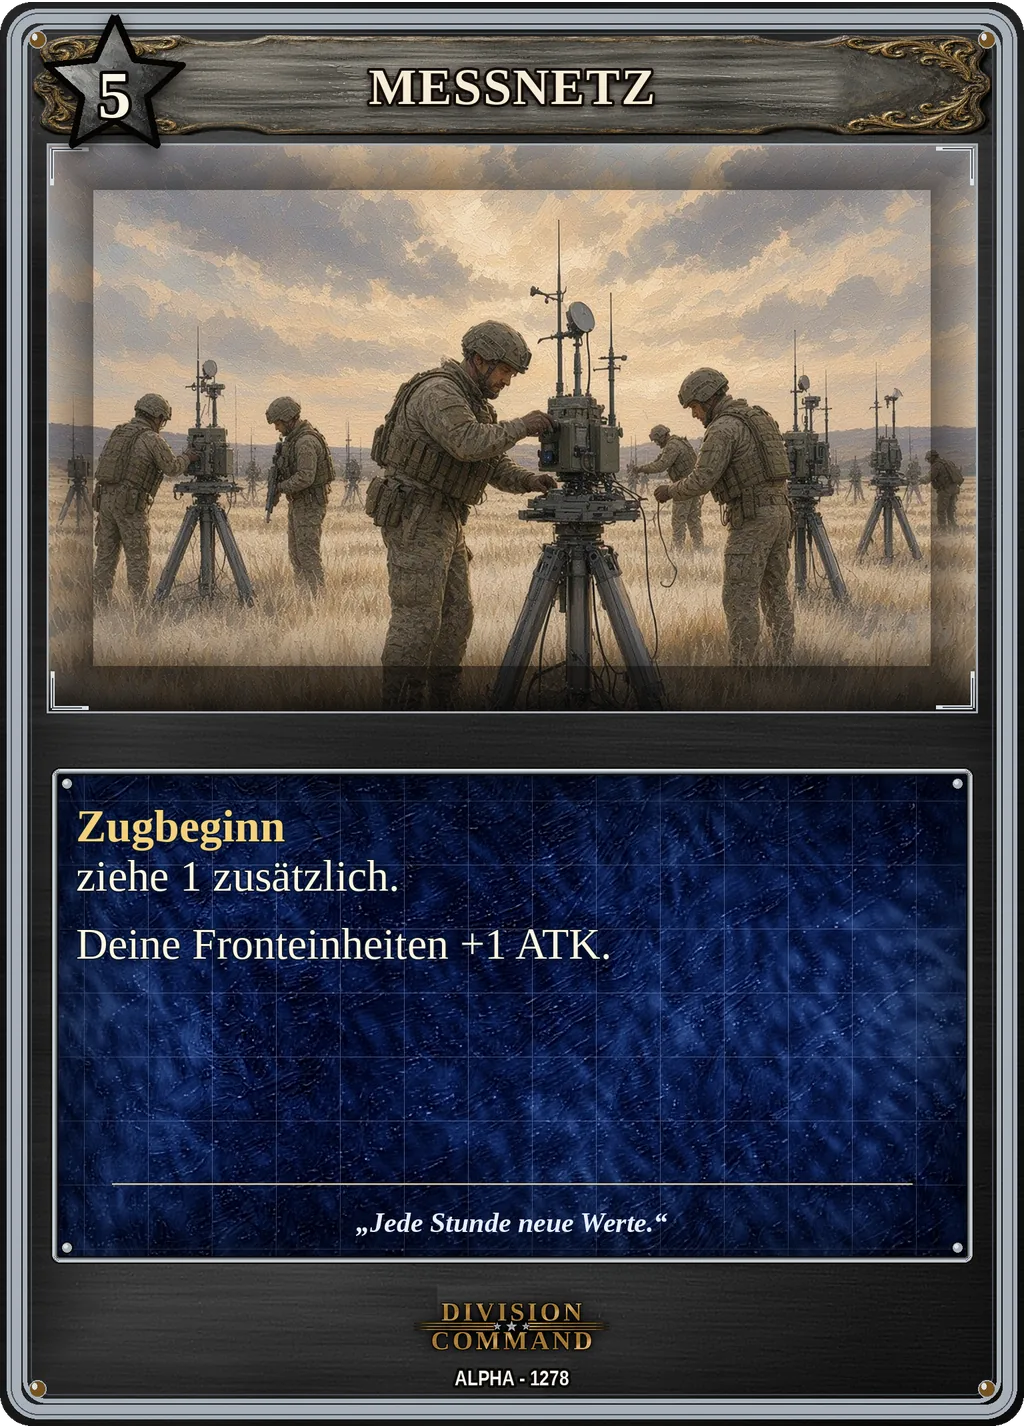 5
MESSNETZ
Zugbeginn
ziehe 1 zusätzlich.
Deine Fronteinheiten +1 ATK.
„Jede Stunde neue Werte.“
DIVISION
COMMAND
ALPHA - 1278